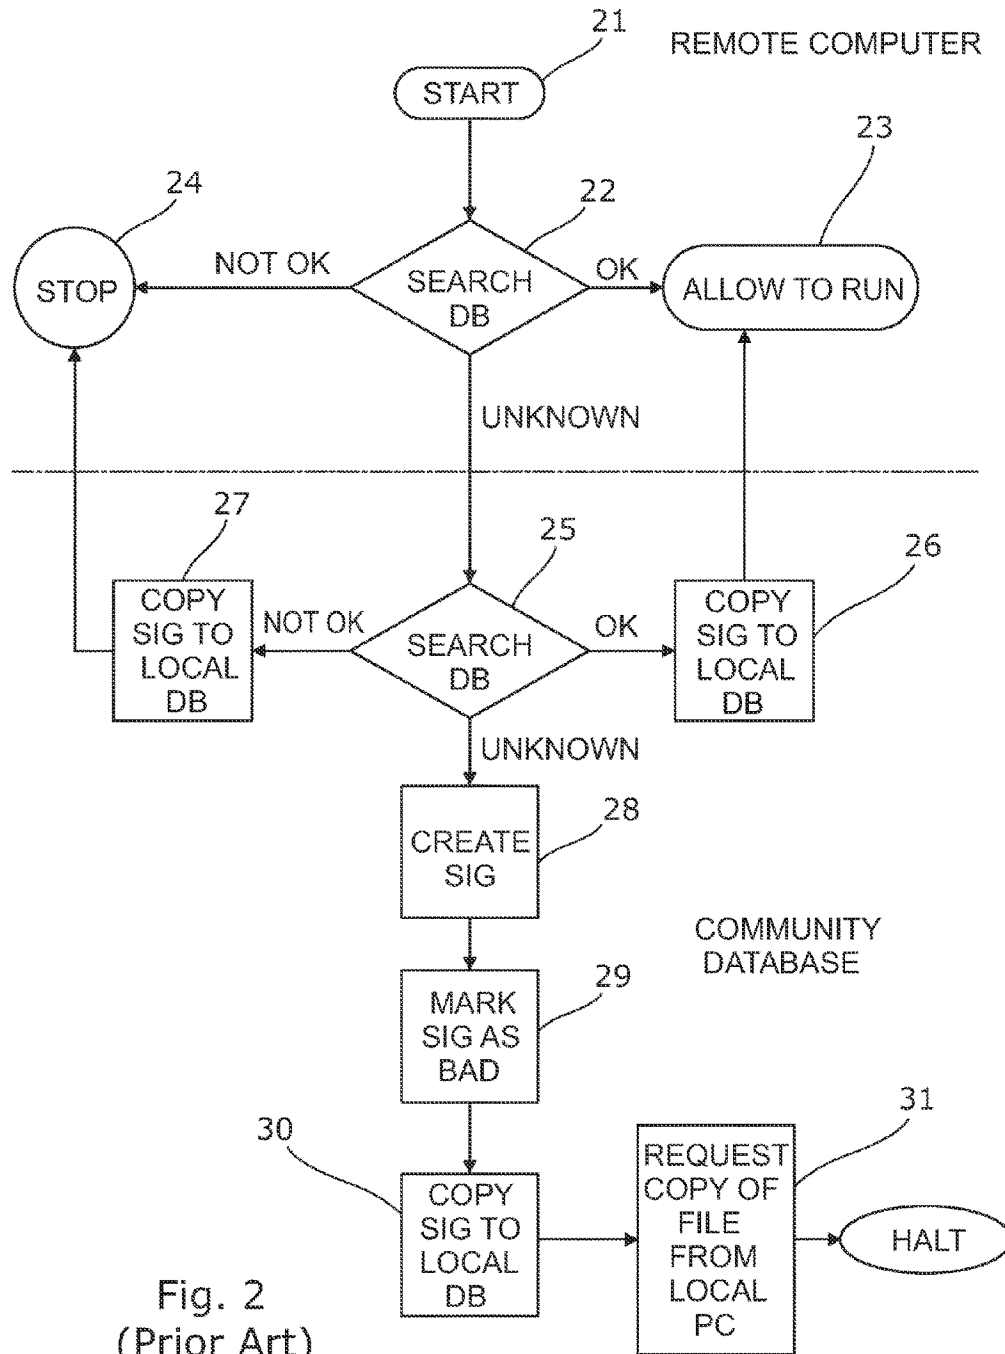 21
REMOTE COMPUTER
START
23
24
22
NOT OK
OK
STOP
SEARCH
DB
ALLOW TO RUN
UNKNOWN
27
25
26
COPY
SIG TO
LOCAL
DB
NOT OK
SEARCH
DB
OK
COPY
SIG TO
LOCAL
DB
UNKNOWN
28
CREATE
SIG
COMMUNITY
DATABASE
29
MARK
SIG AS
BAD
30
31
COPY
SIG TO
LOCAL
DB
REQUEST
COPY OF
FILE
FROM
LOCAL
PC
HALT
Fig. 2
(Prior Art)